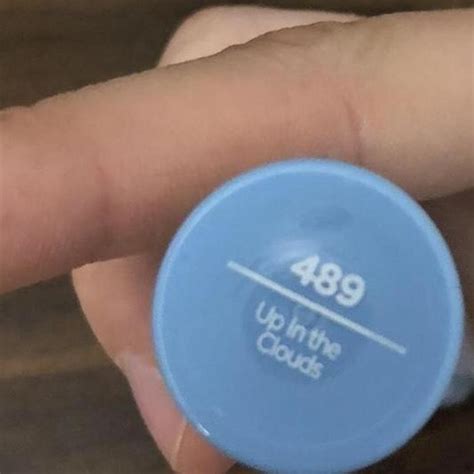 489
Up In the
Clouds